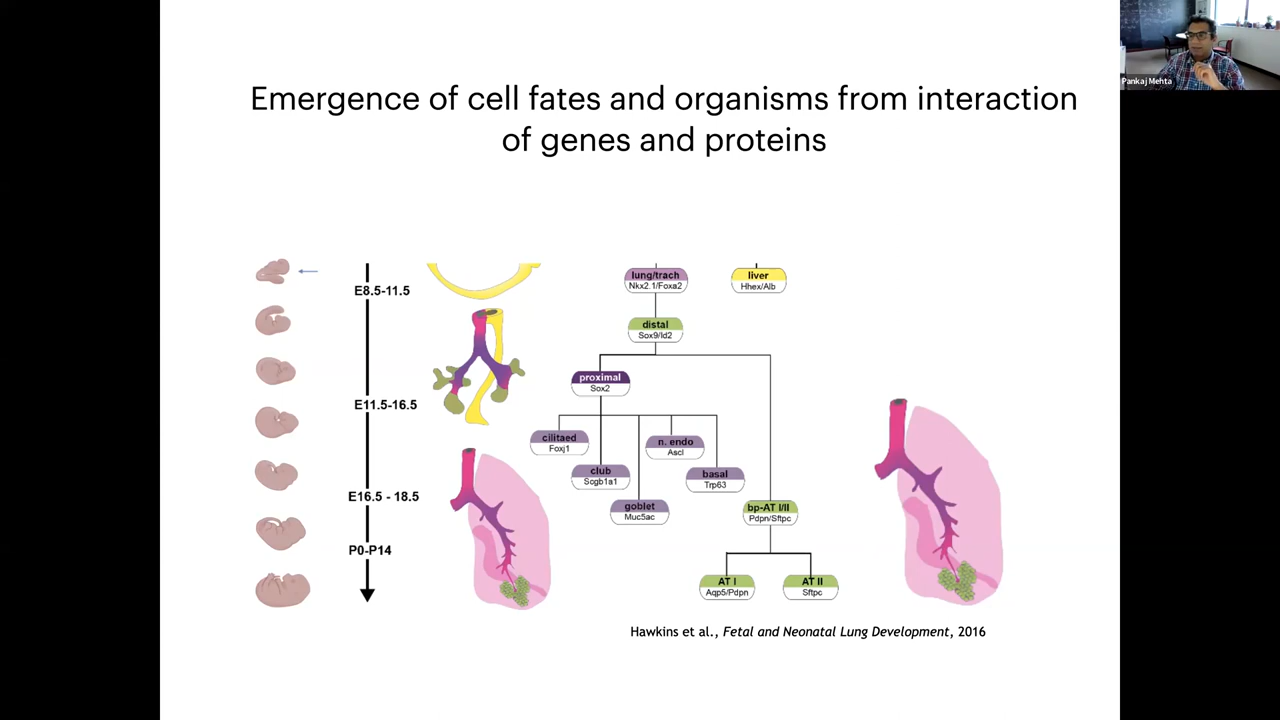 Pankaj Mehta
Emergence of cell fates and organisms from interaction
of genes and proteins
E8.5-11.5
E11.5-16.5
E16.5 - 18.5
P0-P14
lung/trach
Nkx2.1/Foxa2
liver
Hhex/Alb
distal
Sox9/Id2
proximal
Sox2
cilitaed
Foxj1
n. endo
Ascl
club
Scgb1a1
basal
Trp63
goblet
Muc5ac
bp-AT I/II
Pdpn/Sftpc
AT I
Aqp5/Pdpn
AT II
Sftpc
Hawkins et al., Fetal and Neonatal Lung Development, 2016